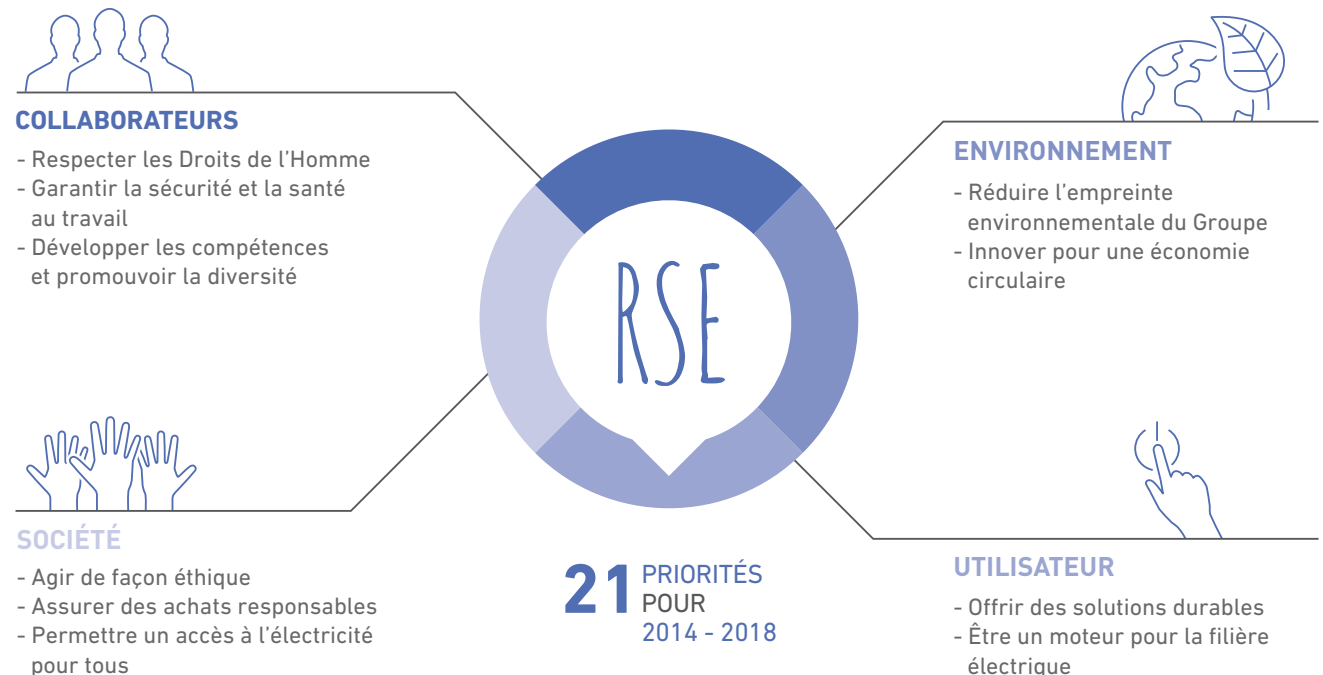 COLLABORATEURS
- Respecter les Droits de l’Homme
- Garantir la sécurité et la santé
au travail
- Développer les compétences
et promouvoir la diversité
ENVIRONNEMENT
- Réduire l’empreinte
environnementale du Groupe
- Innover pour une économie
circulaire
RSE
SOCIÉTÉ
- Agir de façon éthique
- Assurer des achats responsables
- Permettre un accès à l’électricité
pour tous
21 PRIORITÉS
POUR
2014 - 2018
UTILISATEUR
- Offrir des solutions durables
- Être un moteur pour la filière
électrique